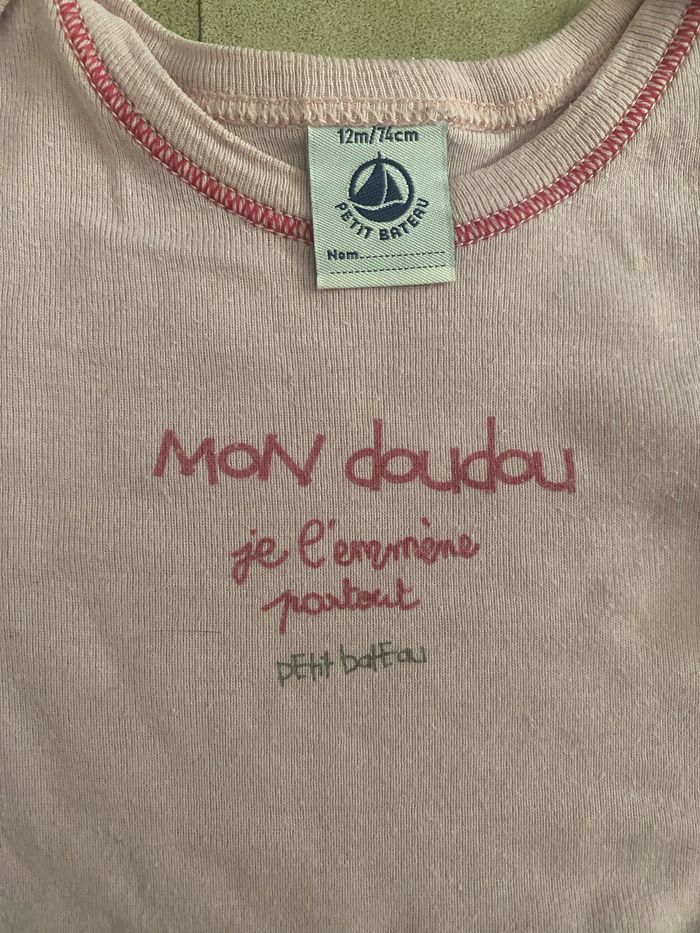 12m/74cm
PETIT BATEAU
Nom
MON doudou
je l'emmène
partout
pEtit batEau